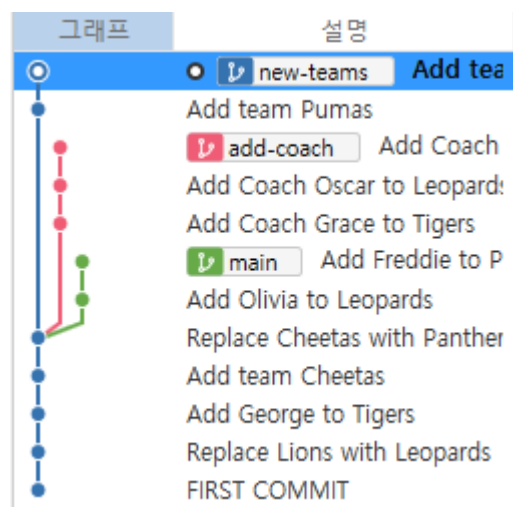 그래프 설명
new-teams Add tea
Add team Pumas
add-coach Add Coach
Add Coach Oscar to Leopards
Add Coach Grace to Tigers
main Add Freddie to P
Add Olivia to Leopards
Replace Cheetas with Panther
Add team Cheetas
Add George to Tigers
Replace Lions with Leopards
FIRST COMMIT